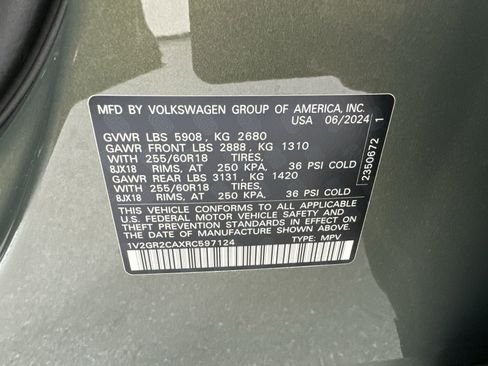 MFD BY VOLKSWAGEN GROUP OF AMERICA, INC.
USA 06/2024
GVWR LBS 5908, KG 2680
GAWR FRONT LBS 2888, KG 1310
WITH 255/60R18 TIRES,
8JX18 RIMS, AT 250 KPA, 36 PSI COLD
GAWR REAR LBS 3131, KG 1420
WITH 255/60R18 TIRES,
8JX18 RIMS, AT 250 KPA, 36 PSI COLD
THIS VEHICLE CONFORMS TO ALL APPLICABLE
U.S. FEDERAL MOTOR VEHICLE SAFETY AND
THEFT PREVENTION STANDARDS IN EFFECT ON
THE DATE OF MANUFACTURE SHOWN ABOVE.
1V2GR2CAXRC597124 TYPE: MPV
2350672 1